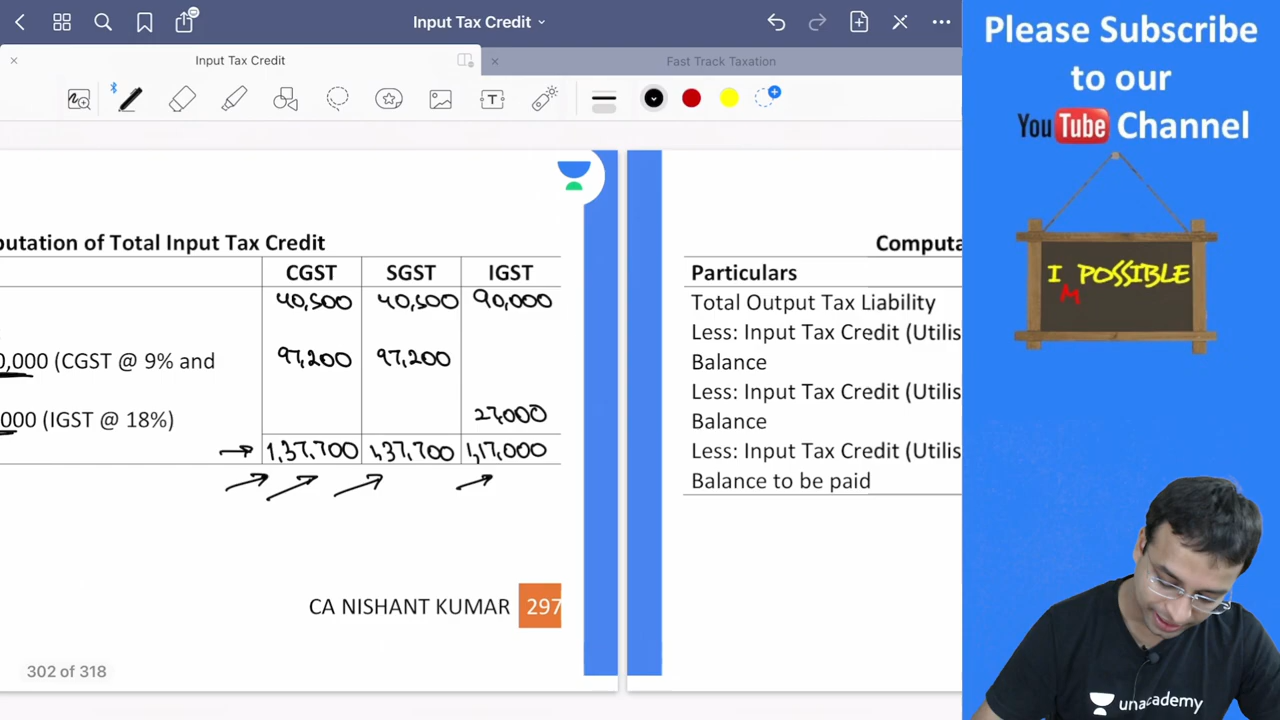 Input Tax Credit
Input Tax Credit
Fast Track Taxation
T
putation of Total Input Tax Credit
CGST SGST IGST
40,500 40,500 90,000
0,000 (CGST @ 9% and
97,200 97,200
000 (IGST @ 18%)
27,000
1,37,700 1,37,700 1,17,000
CA NISHANT KUMAR 297
302 of 318
Computa
Particulars
Total Output Tax Liability
Less: Input Tax Credit (Utilis
Balance
Less: Input Tax Credit (Utilis
Balance
Less: Input Tax Credit (Utilis
Balance to be paid
Please Subscribe
to our
YouTube Channel
I POSSIBLE
M
unacademy